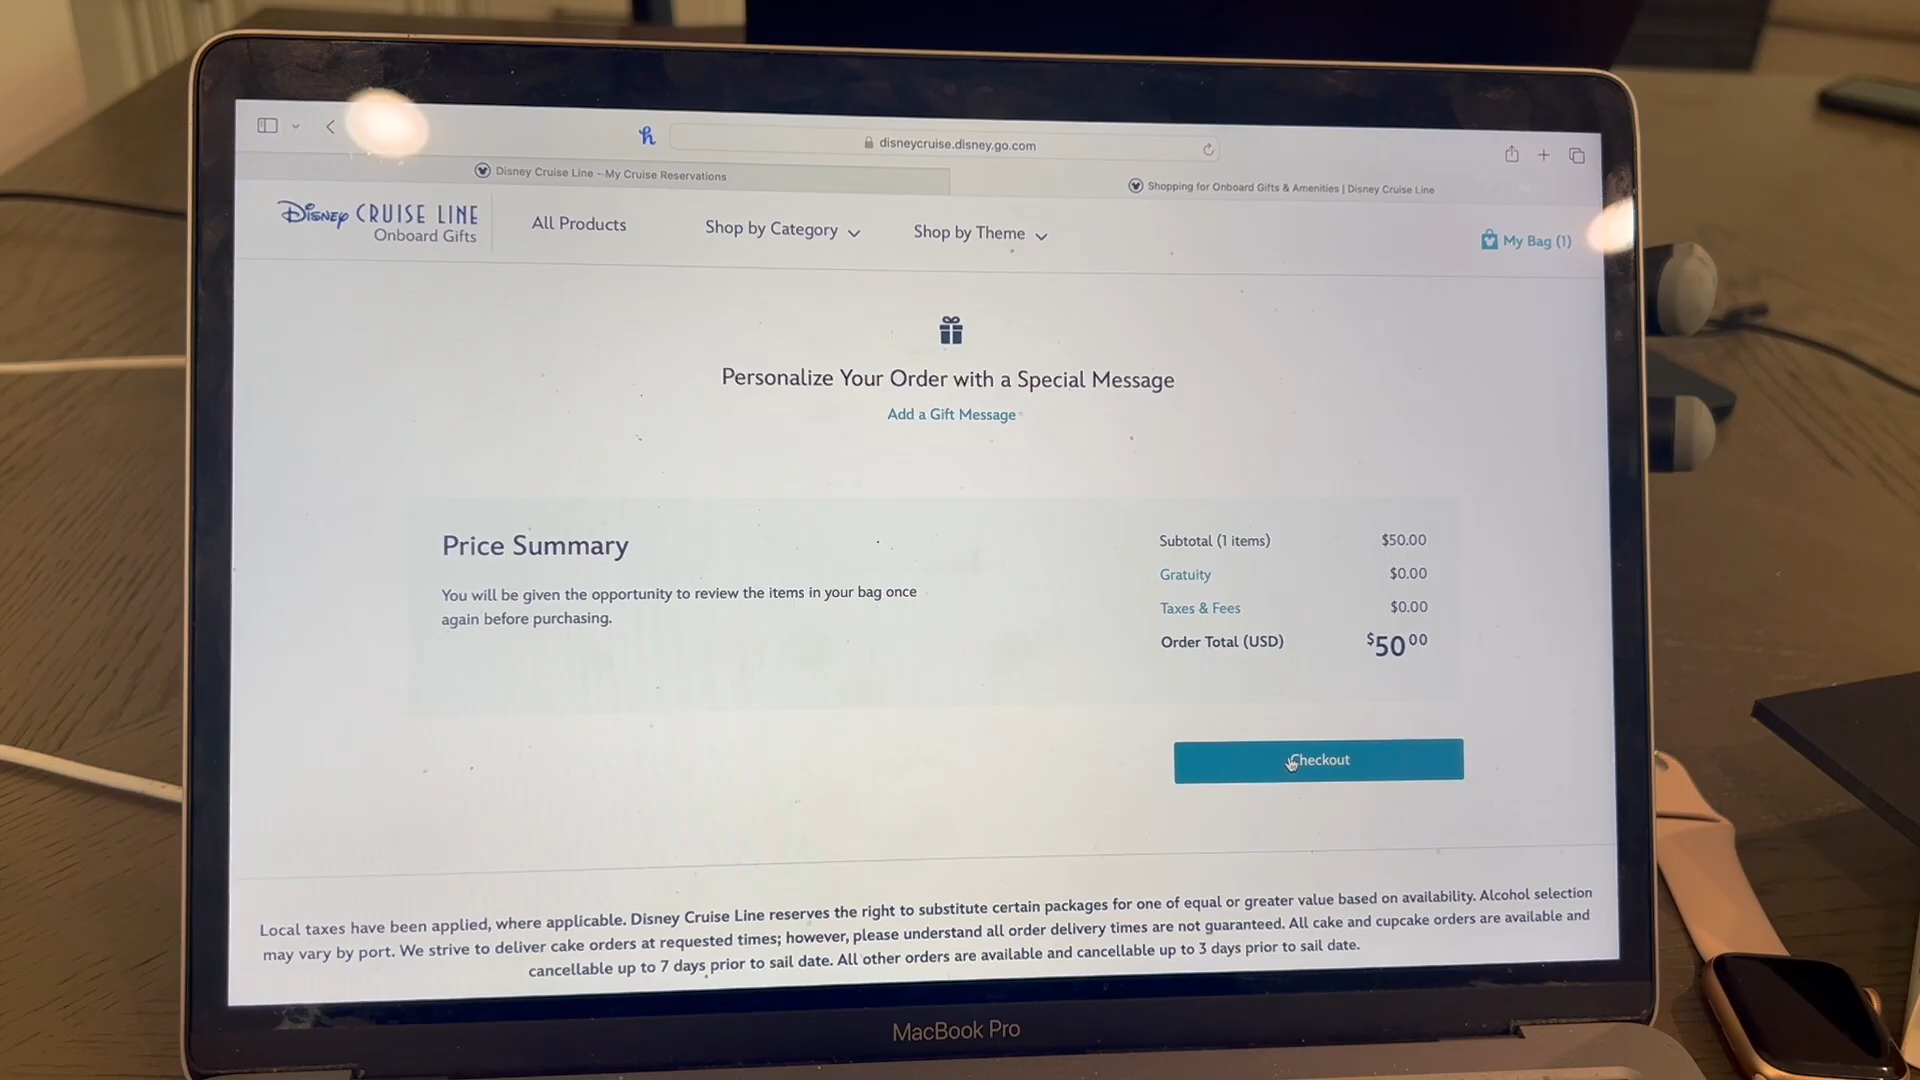 disneycruise.disney.go.com
Disney Cruise Line - My Cruise Reservations
Shopping for Onboard Gifts & Amenities | Disney Cruise Line
Disney CRUISE LINE
Onboard Gifts
All Products
Shop by Category
Shop by Theme
My Bag (1)
Personalize Your Order with a Special Message
Add a Gift Message
Price Summary
You will be given the opportunity to review the items in your bag once
again before purchasing.
Subtotal (1 items) $50.00
Gratuity $0.00
Taxes & Fees $0.00
Order Total (USD) $50 00
Checkout
Local taxes have been applied, where applicable. Disney Cruise Line reserves the right to substitute certain packages for one of equal or greater value based on availability. Alcohol selection
may vary by port. We strive to deliver cake orders at requested times; however, please understand all order delivery times are not guaranteed. All cake and cupcake orders are available and
cancellable up to 7 days prior to sail date. All other orders are available and cancellable up to 3 days prior to sail date.
MacBook Pro